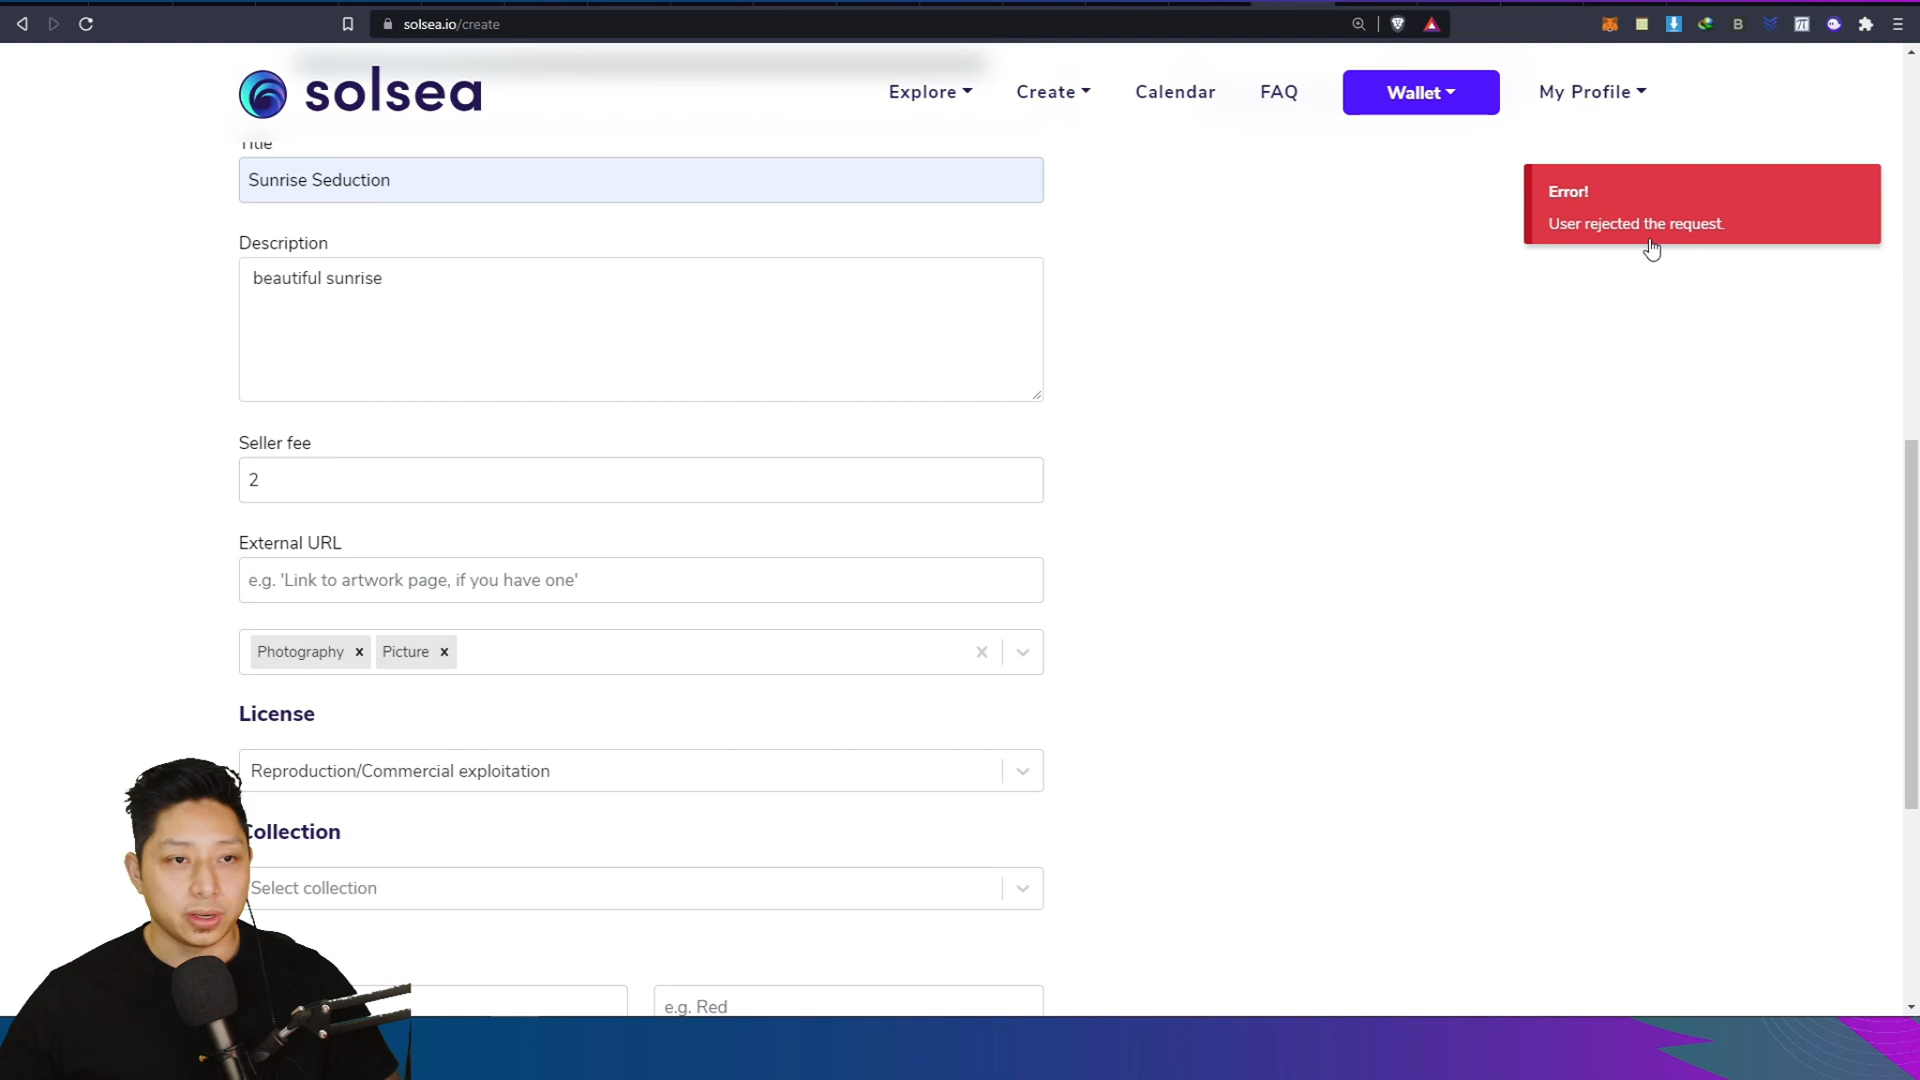 solsea.io/create
solsea
Explore
Create
Calendar
FAQ
Wallet
My Profile
Title
Sunrise Seduction
Error!
User rejected the request.
Description
beautiful sunrise
Seller fee
2
External URL
e.g. 'Link to artwork page, if you have one'
Photography x Picture x
License
Reproduction/Commercial exploitation
Collection
Select collection
e.g. Red